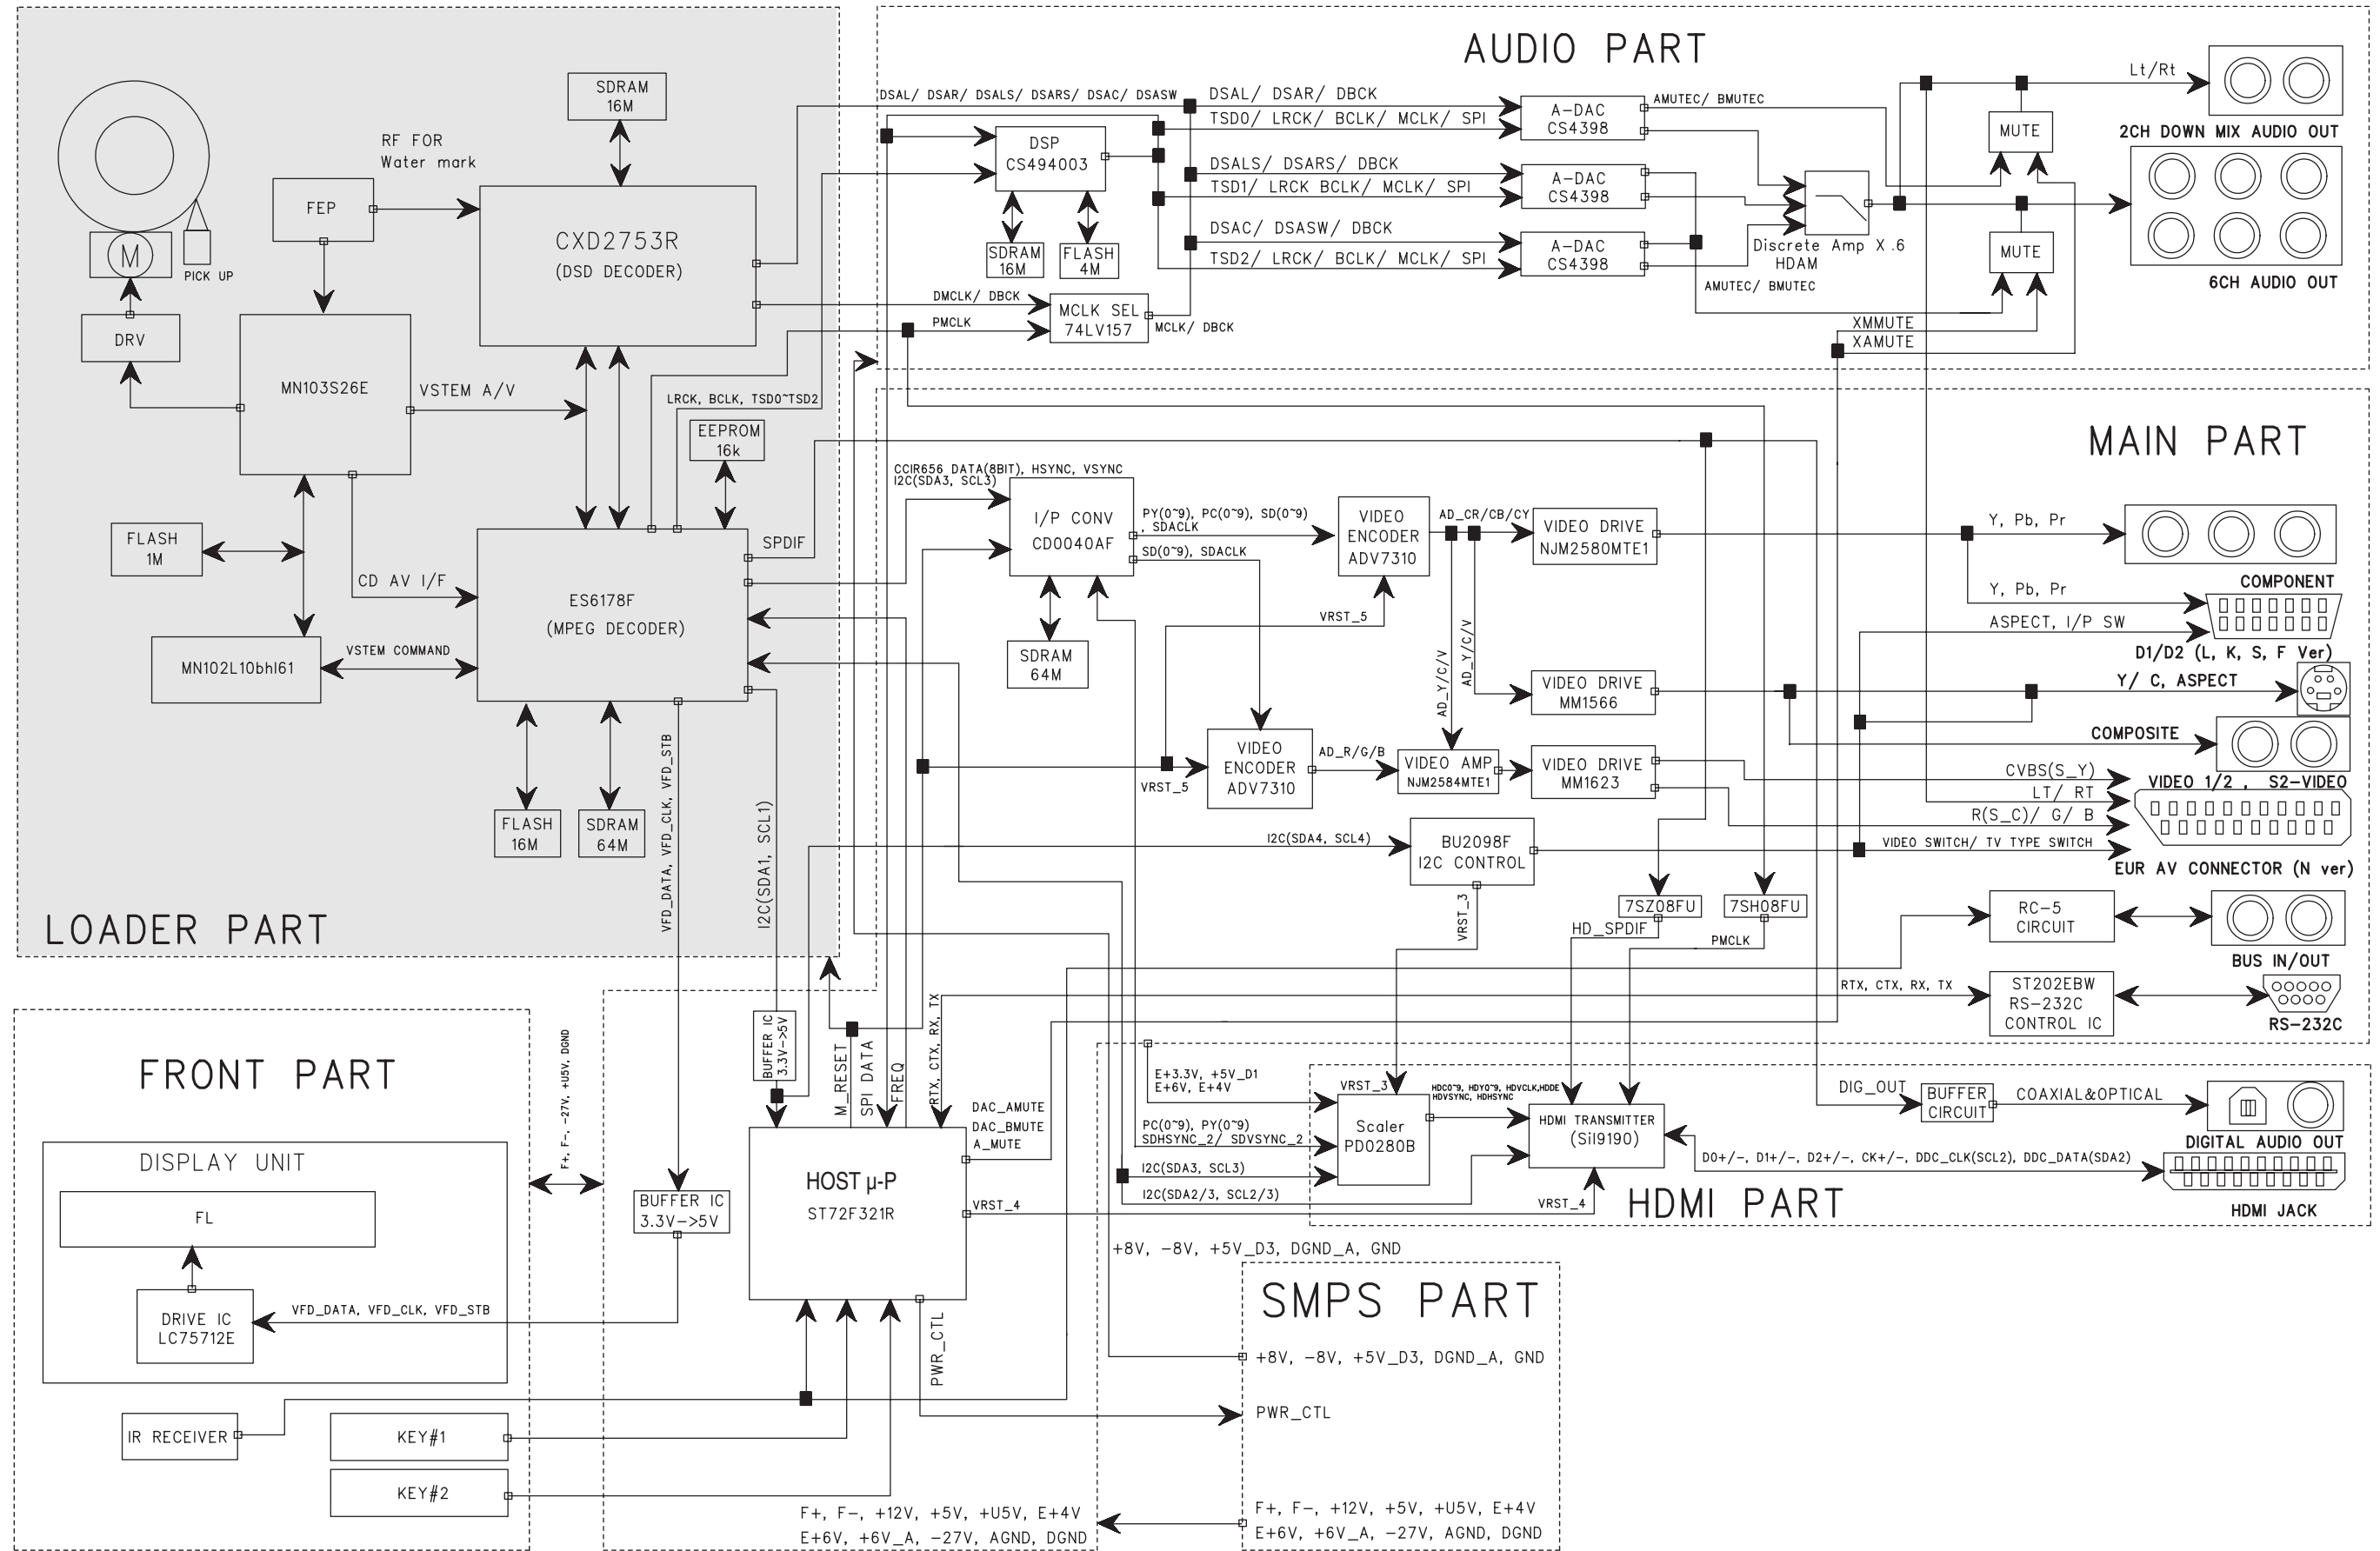 AUDIO PART
SDRAM
16M
RF FOR
Water mark
FEP
CXD2753R
(DSD DECODER)
M
PICK UP
DRV
MN103S26E
VSTEM A/V
LRCK, BCLK, TSD0~TSD2
EEPROM
16k
FLASH
1M
CD AV I/F
SPDIF
ES6178F
(MPEG DECODER)
MN102L10bhl61
VSTEM COMMAND
FLASH
16M
SDRAM
64M
VFD_DATA, VFD_CLK, VFD_STB
I2C(SDA1, SCL1)
LOADER PART
DSAL/ DSAR/ DSALS/ DSARS/ DSAC/ DSASW
DSP
CS494003
SDRAM
16M
FLASH
4M
DMCLK/ DBCK
PMCLK
MCLK SEL
74LV157
MCLK/ DBCK
DSAL/ DSAR/ DBCK
TSD0/ LRCK/ BCLK/ MCLK/ SPI
DSALS/ DSARS/ DBCK
TSD1/ LRCK BCLK/ MCLK/ SPI
DSAC/ DSASW/ DBCK
TSD2/ LRCK/ BCLK/ MCLK/ SPI
A-DAC
CS4398
A-DAC
CS4398
A-DAC
CS4398
AMUTEC/ BMUTEC
Discrete Amp X .6
HDAM
AMUTEC/ BMUTEC
XMMUTE
XAMUTE
MUTE
MUTE
Lt/Rt
2CH DOWN MIX AUDIO OUT
6CH AUDIO OUT
MAIN PART
CCIR656 DATA(8BIT), HSYNC, VSYNC
I2C(SDA3, SCL3)
I/P CONV
CD0040AF
PY(0~9), PC(0~9), SD(0~9)
, SDACLK
SD(0~9), SDACLK
SDRAM
64M
VIDEO
ENCODER
ADV7310
AD_CR/CB/CY
VIDEO DRIVE
NJM2580MTE1
VRST_5
AD_Y/C/V
AD_Y/C/V
VIDEO DRIVE
MM1566
VIDEO
ENCODER
ADV7310
VRST_5
AD_R/G/B
VIDEO AMP
NJM2584MTE1
VIDEO DRIVE
MM1623
I2C(SDA4, SCL4)
BU2098F
I2C CONTROL
VRST_3
7SZ08FU
7SH08FU
HD_SPDIF
PMCLK
Y, Pb, Pr
COMPONENT
Y, Pb, Pr
ASPECT, I/P SW
D1/D2 (L, K, S, F Ver)
Y/ C, ASPECT
COMPOSITE
VIDEO 1/2 , S2-VIDEO
CVBS(S_Y)
LT/ RT
R(S_C)/ G/ B
VIDEO SWITCH/ TV TYPE SWITCH
EUR AV CONNECTOR (N ver)
RC-5
CIRCUIT
BUS IN/OUT
RTX, CTX, RX, TX
ST202EBW
RS-232C
CONTROL IC
RS-232C
FRONT PART
F+, F-, -27V, +U5V, DGND
DISPLAY UNIT
FL
DRIVE IC
LC75712E
VFD_DATA, VFD_CLK, VFD_STB
IR RECEIVER
KEY#1
KEY#2
BUFFER IC
3.3V->5V
BUFFER IC
3.3V->5V
M_RESET
SPI DATA
FREQ
RTX, CTX, RX, TX
DAC_AMUTE
DAC_BMUTE
A_MUTE
HOST µ-P
ST72F321R
VRST_4
PWR_CTL
E+3.3V, +5V_D1
E+6V, E+4V
PC(0~9), PY(0~9)
SDHSYNC_2/ SDVSYNC_2
I2C(SDA3, SCL3)
I2C(SDA2/3, SCL2/3)
VRST_3
Scaler
PD0280B
HDC0~9, HDY0~9, HDVCLK,HDDE
HDVSYNC, HDHSYNC
HDMI TRANSMITTER
(Sil9190)
VRST_4
HDMI PART
DIG_OUT
BUFFER
CIRCUIT
COAXIAL&OPTICAL
DIGITAL AUDIO OUT
D0+/-, D1+/-, D2+/-, CK+/-, DDC_CLK(SCL2), DDC_DATA(SDA2)
HDMI JACK
+8V, -8V, +5V_D3, DGND_A, GND
SMPS PART
+8V, -8V, +5V_D3, DGND_A, GND
PWR_CTL
F+, F-, +12V, +5V, +U5V, E+4V
E+6V, +6V_A, -27V, AGND, DGND
F+, F-, +12V, +5V, +U5V, E+4V
E+6V, +6V_A, -27V, AGND, DGND